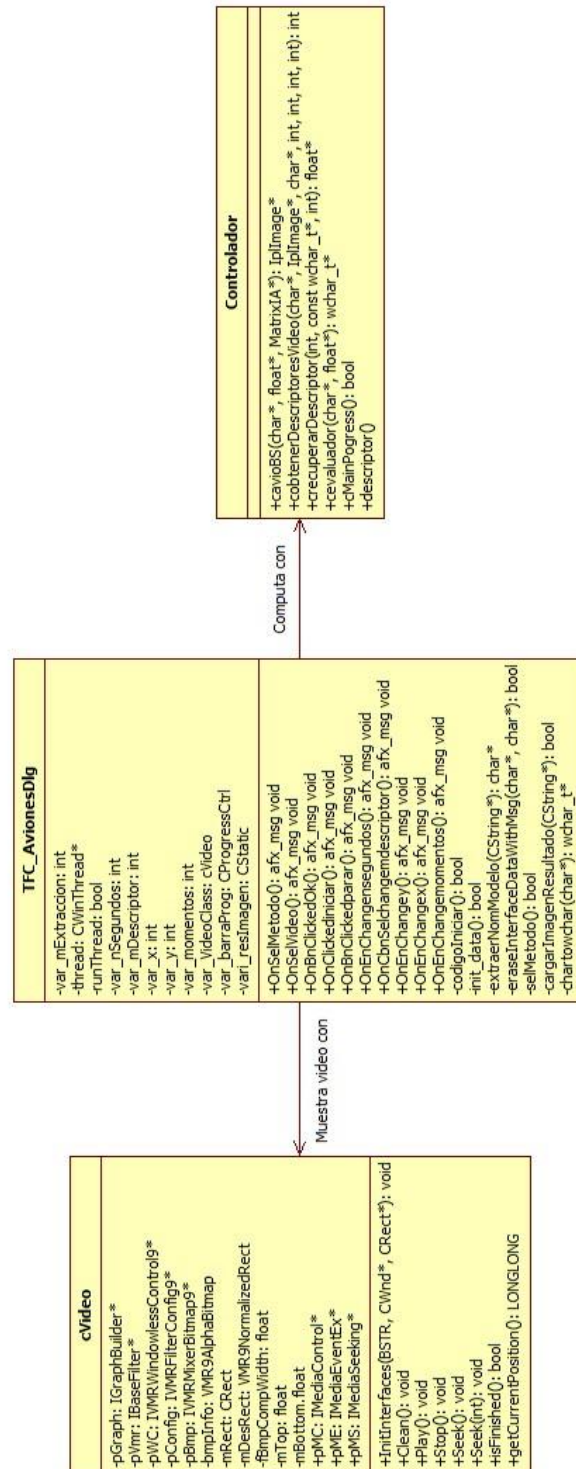 cVideo
-pGraph: IGraphBuilder*
-pVmr: IBaseFilter*
-pWC: IVMRWindowlessControl9*
-pConfig: IVMRFilterConfig9*
-pBmp: IVMRMixerBitmap9*
-bmpInfo: VMR9AlphaBitmap
-mRect: CRect
-mDesRect: VMR9NormalizedRect
-fBmpCompWidth: float
-mTop: float
-mBottom.float
+pMC: IMediaControl*
+pME: IMediaEventEx*
+pMS: IMediaSeeking*
+InitInterfaces(BSTR, CWnd*, CRect*): void
+Clean(): void
+Play(): void
+Stop(): void
+Seek(): void
+Seek(int): void
+isFinished(): bool
+getCurrentPosition(): LONGLONG
Muestra video con
TFC_AvionesDlg
-var_mExtraccion: int
-thread: CWinThread*
-runThread: bool
-var_nSegundos: int
-var_mDescriptor: int
-var_x: int
-var_y: int
-var_momentos: int
-var_VideoClass: cVideo
-var_barraProg: CProgressCtrl
-vari_resImagen: CStatic
+OnSelMetodo(): afx_msg void
+OnSelVideo(): afx_msg void
+OnBnClickedOk(): afx_msg void
+OnClickedIniciar(): afx_msg void
+OnBnClickedparar(): afx_msg void
+OnEnChangensegundos(): afx_msg void
+OnCbnSelchangemdescriptor(): afx_msg void
+OnEnChangey(): afx_msg void
+OnEnChangex(): afx_msg void
+OnEnChangemomentos(): afx_msg void
-codigoIniciar(): bool
-init_data(): bool
-extraerNomModelo(CString*): char*
-eraseInterfaceDataWithMsg(char*, char*): bool
-selMetodo(): bool
-cargarImagenResultado(CString*): bool
-chartowchar(char*): wchar_t*
Computa con
Controlador
+cavioBS(char*, float*, MatrixIA*): IplImage*
+cobtenerDescriptoresVideo(char*, IplImage*, char*, int, int, int, int): int
+crecuperarDescriptor(int, const wchar_t*, int): float*
+cevaluador(char*, float*): wchar_t*
+cMainPogress(): bool
+descriptor()